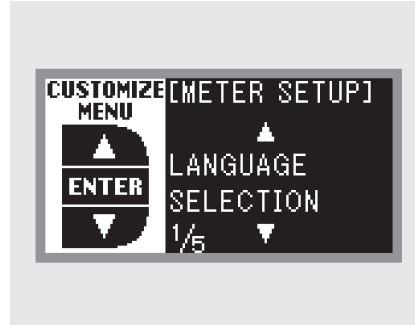 CUSTOMIZE
MENU
ENTER
[METER SETUP]
LANGUAGE
SELECTION
1/5